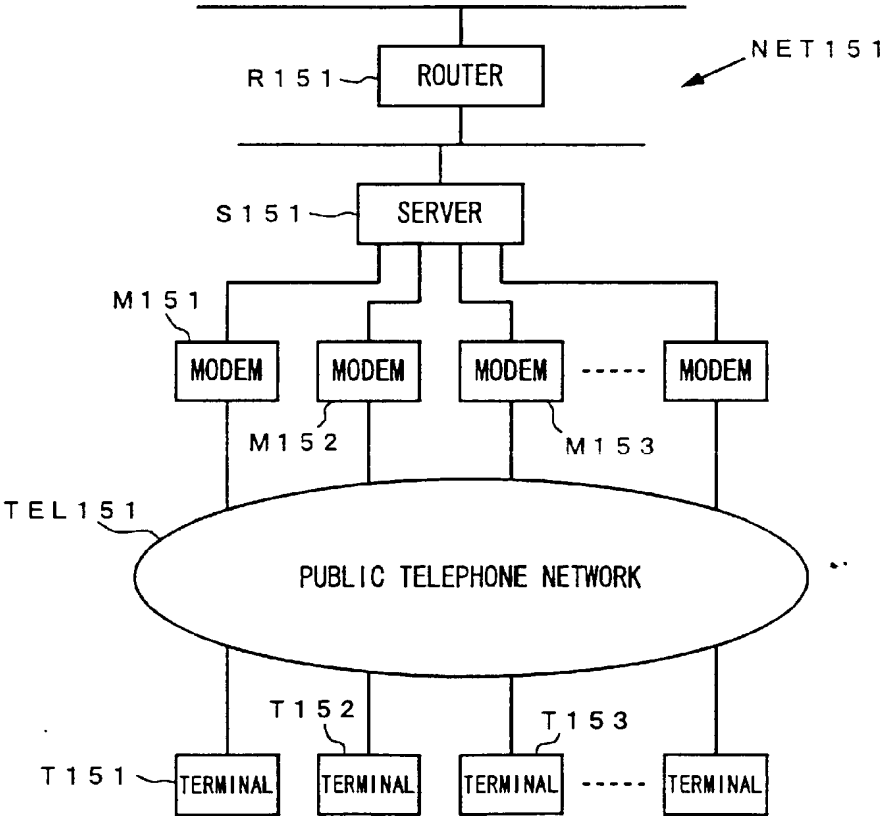 NET151
R151 ROUTER
S151 SERVER
M151
MODEM MODEM MODEM MODEM
M152 M153
TEL151
PUBLIC TELEPHONE NETWORK
T152 T153
T151 TERMINAL TERMINAL TERMINAL TERMINAL